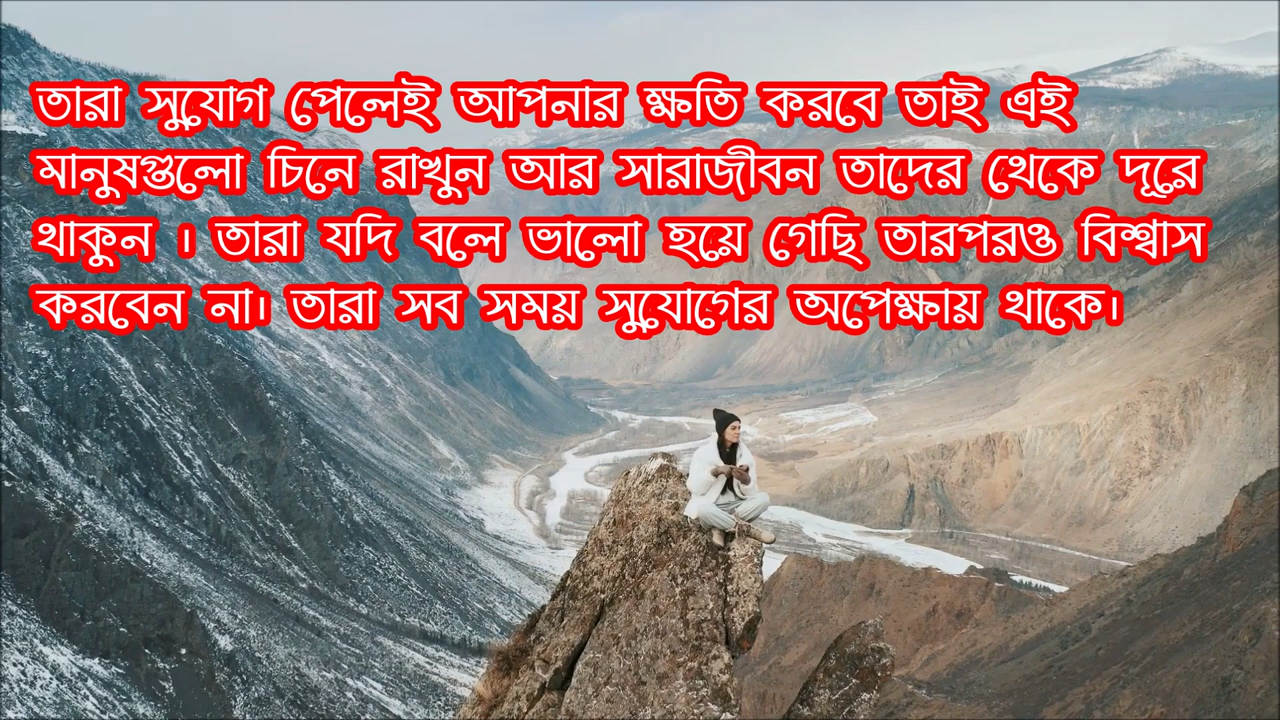 তারা সুযোগ পেলেই আপনার ক্ষতি করবে তাই এই
মানুষগুলো চিনে রাখুন আর সারাজীবন তাদের থেকে দূরে
থাকুন । তারা যদি বলে ভালো হয়ে গেছি তারপরও বিশ্বাস
করবেন না। তারা সব সময় সুযোগের অপেক্ষায় থাকে।